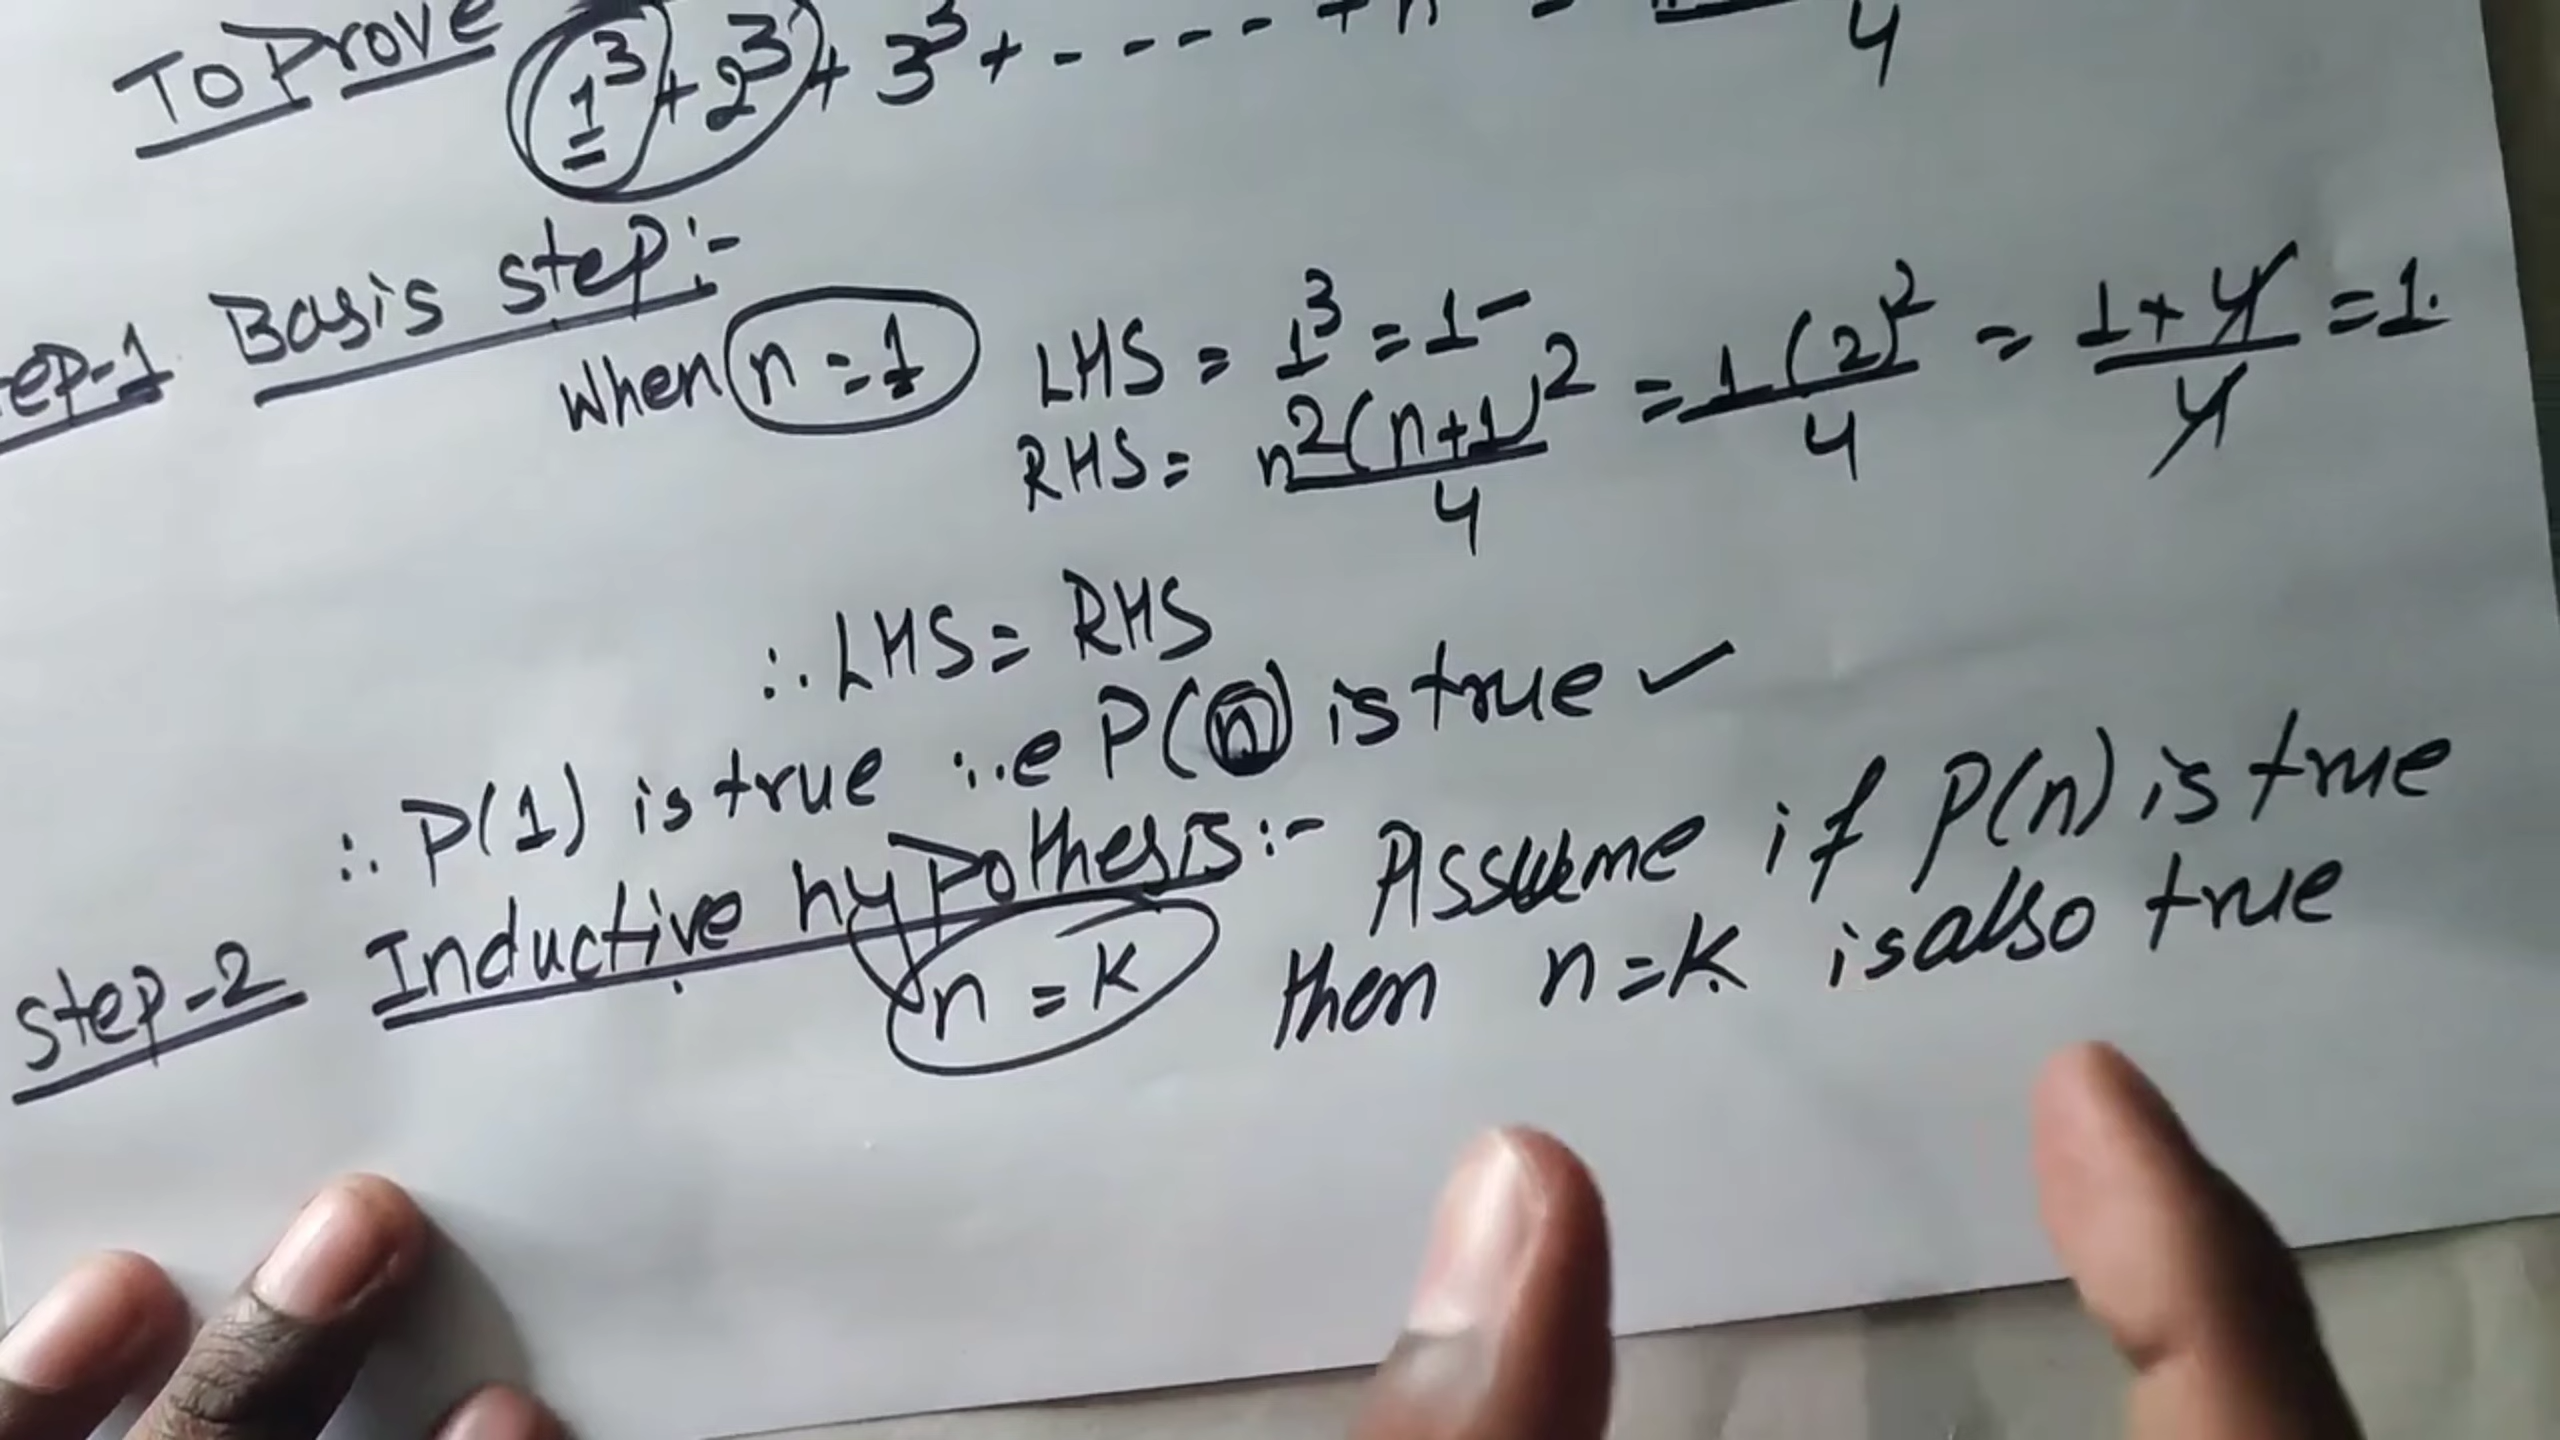 To Prove 1³ + 2³ + 3³ + - - - - - + n = 4
ep-1 Basis step:-
When n = 1 LHS = 1³ = 1
RHS = n²(n+1)²/4 = 1(2)²/4 = 1+4/4 = 1.
∴ LHS = RHS
∴ P(1) is true i.e P(n) is true ✓
Step-2 Inductive hypothesis:- Assume if P(n) is true
n = k then n = k is also true